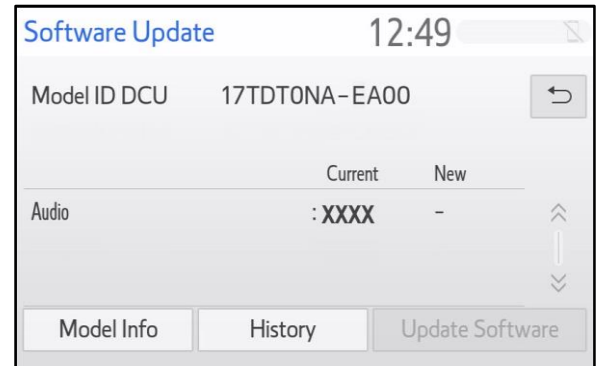 Software Update 12:49
Model ID DCU 17TDT0NA-EA00
Current New
Audio : XXXX -
Model Info History Update Software